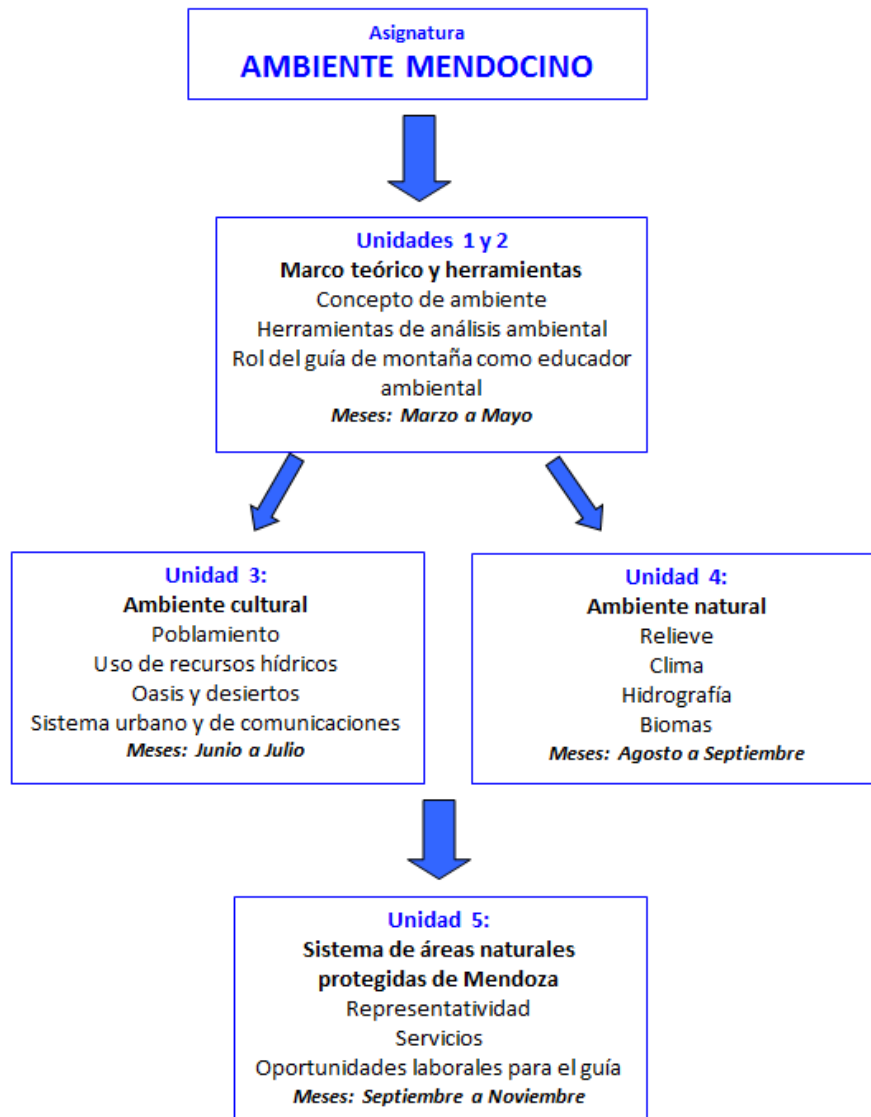 Asignatura
AMBIENTE MENDOCINO
Unidades 1 y 2
Marco teórico y herramientas
Concepto de ambiente
Herramientas de análisis ambiental
Rol del guía de montaña como educador
ambiental
Meses: Marzo a Mayo
Unidad 3:
Ambiente cultural
Poblamiento
Uso de recursos hídricos
Oasis y desiertos
Sistema urbano y de comunicaciones
Meses: Junio a Julio
Unidad 4:
Ambiente natural
Relieve
Clima
Hidrografía
Biomas
Meses: Agosto a Septiembre
Unidad 5:
Sistema de áreas naturales
protegidas de Mendoza
Representatividad
Servicios
Oportunidades laborales para el guía
Meses: Septiembre a Noviembre